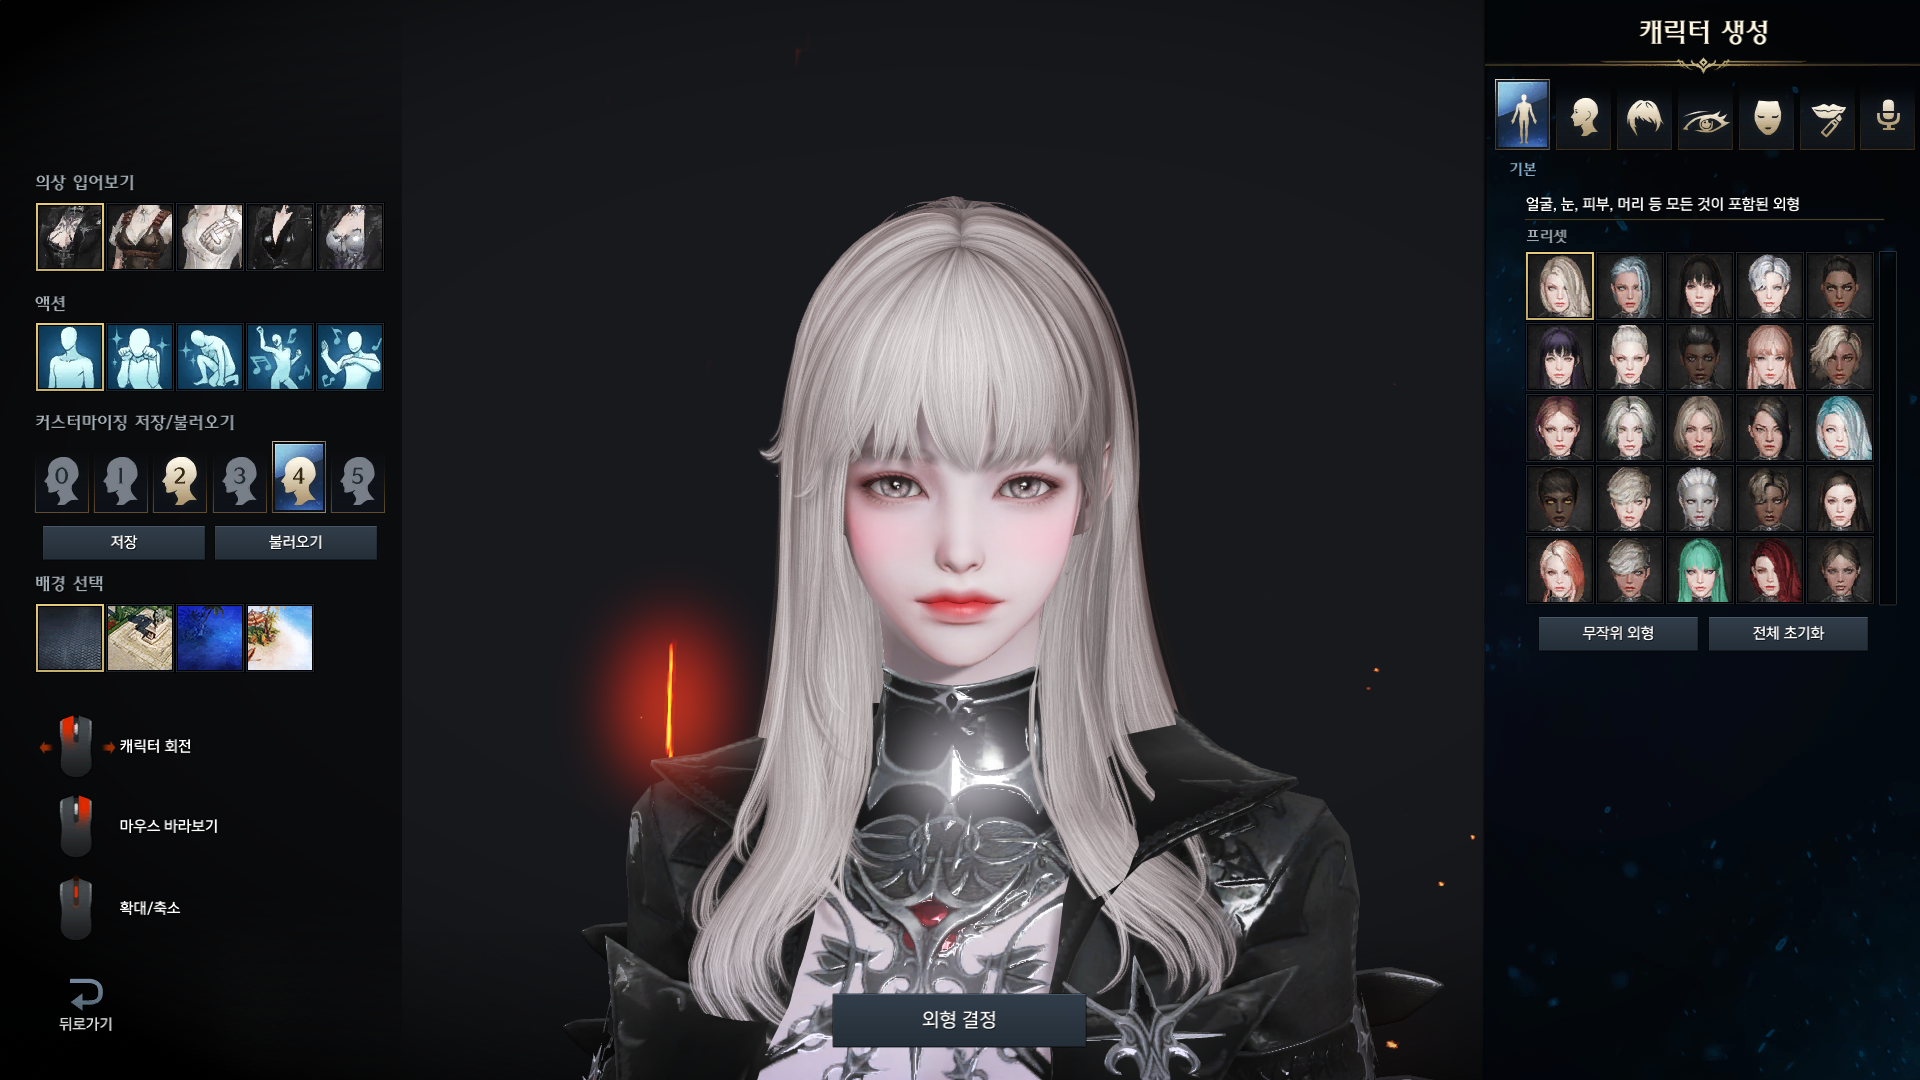 캐릭터 생성
기본
얼굴, 눈, 피부, 머리 등 모든 것이 포함된 외형
프리셋
무작위 외형
전체 초기화
의상 입어보기
액션
커스터마이징 저장/불러오기
0 1 2 3 4 5
저장
불러오기
배경 선택
캐릭터 회전
마우스 바라보기
확대/축소
뒤로가기
외형 결정